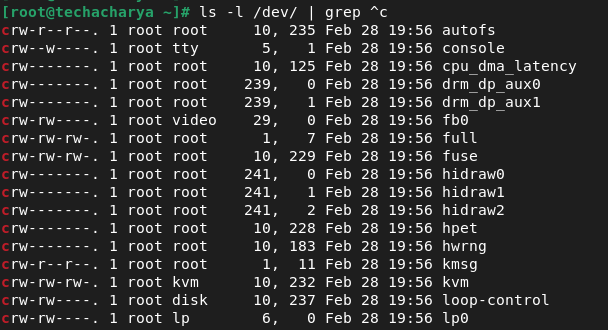 [root@techacharya ~]# ls -l /dev/ | grep ^c
crw-r--r--. 1 root root     10, 235 Feb 28 19:56 autofs
crw--w----. 1 root tty       5,   1 Feb 28 19:56 console
crw-------. 1 root root     10, 125 Feb 28 19:56 cpu_dma_latency
crw-------. 1 root root    239,   0 Feb 28 19:56 drm_dp_aux0
crw-------. 1 root root    239,   1 Feb 28 19:56 drm_dp_aux1
crw-rw----. 1 root video    29,   0 Feb 28 19:56 fb0
crw-rw-rw-. 1 root root      1,   7 Feb 28 19:56 full
crw-rw-rw-. 1 root root     10, 229 Feb 28 19:56 fuse
crw-------. 1 root root    241,   0 Feb 28 19:56 hidraw0
crw-------. 1 root root    241,   1 Feb 28 19:56 hidraw1
crw-------. 1 root root    241,   2 Feb 28 19:56 hidraw2
crw-------. 1 root root     10, 228 Feb 28 19:56 hpet
crw-------. 1 root root     10, 183 Feb 28 19:56 hwrng
crw-r--r--. 1 root root      1,  11 Feb 28 19:56 kmsg
crw-rw-rw-. 1 root kvm      10, 232 Feb 28 19:56 kvm
crw-rw----. 1 root disk     10, 237 Feb 28 19:56 loop-control
crw-rw----. 1 root lp        6,   0 Feb 28 19:56 lp0